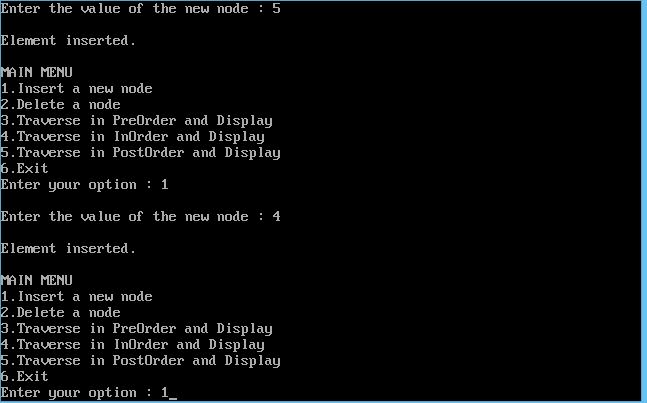 Enter the value of the new node : 5
Element inserted.
MAIN MENU
1.Insert a new node
2.Delete a node
3.Traverse in PreOrder and Display
4.Traverse in InOrder and Display
5.Traverse in PostOrder and Display
6.Exit
Enter your option : 1
Enter the value of the new node : 4
Element inserted.
MAIN MENU
1.Insert a new node
2.Delete a node
3.Traverse in PreOrder and Display
4.Traverse in InOrder and Display
5.Traverse in PostOrder and Display
6.Exit
Enter your option : 1_